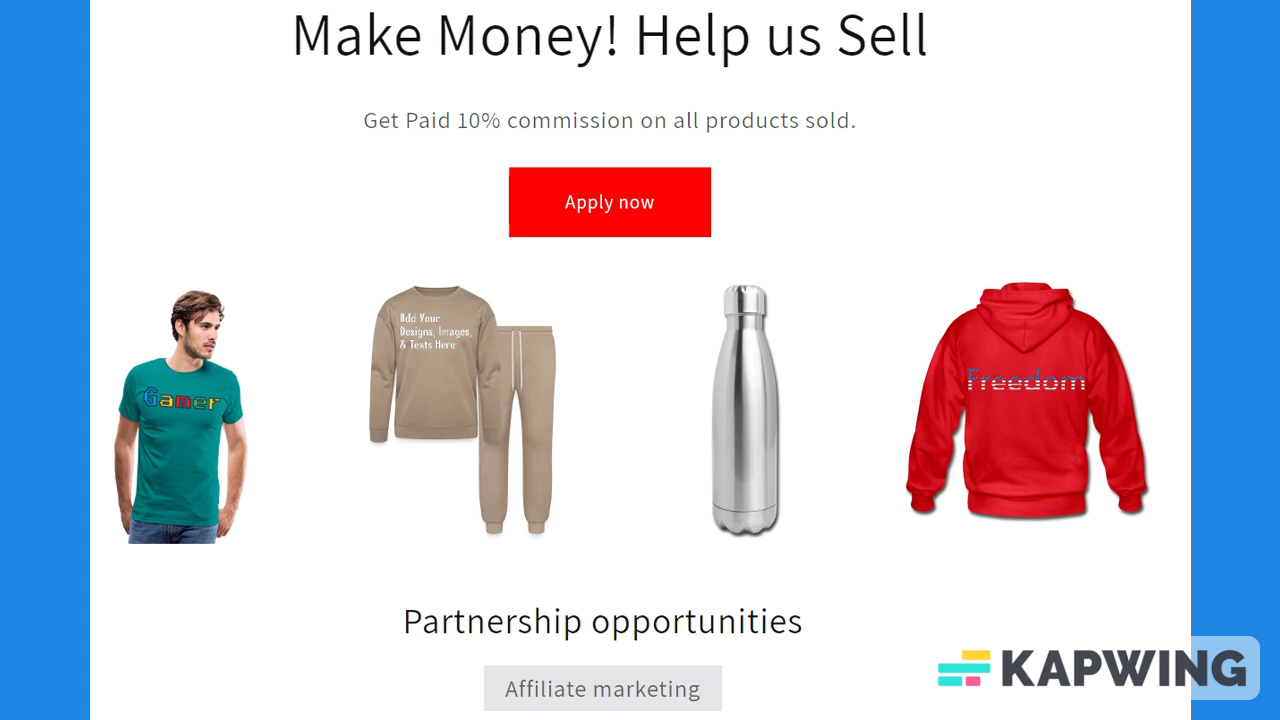 Make Money! Help us Sell
Get Paid 10% commission on all products sold.
Apply now
Gamer
Add Your
Designs, Images,
& Texts Here
Freedom
Partnership opportunities
Affiliate marketing
KAPWING